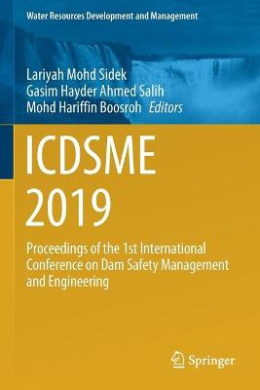 Water Resources Development and Management
Lariyah Mohd Sidek
Gasim Hayder Ahmed Salih
Mohd Hariffin Boosroh Editors
ICDSME
2019
Proceedings of the 1st International
Conference on Dam Safety Management
and Engineering
Springer